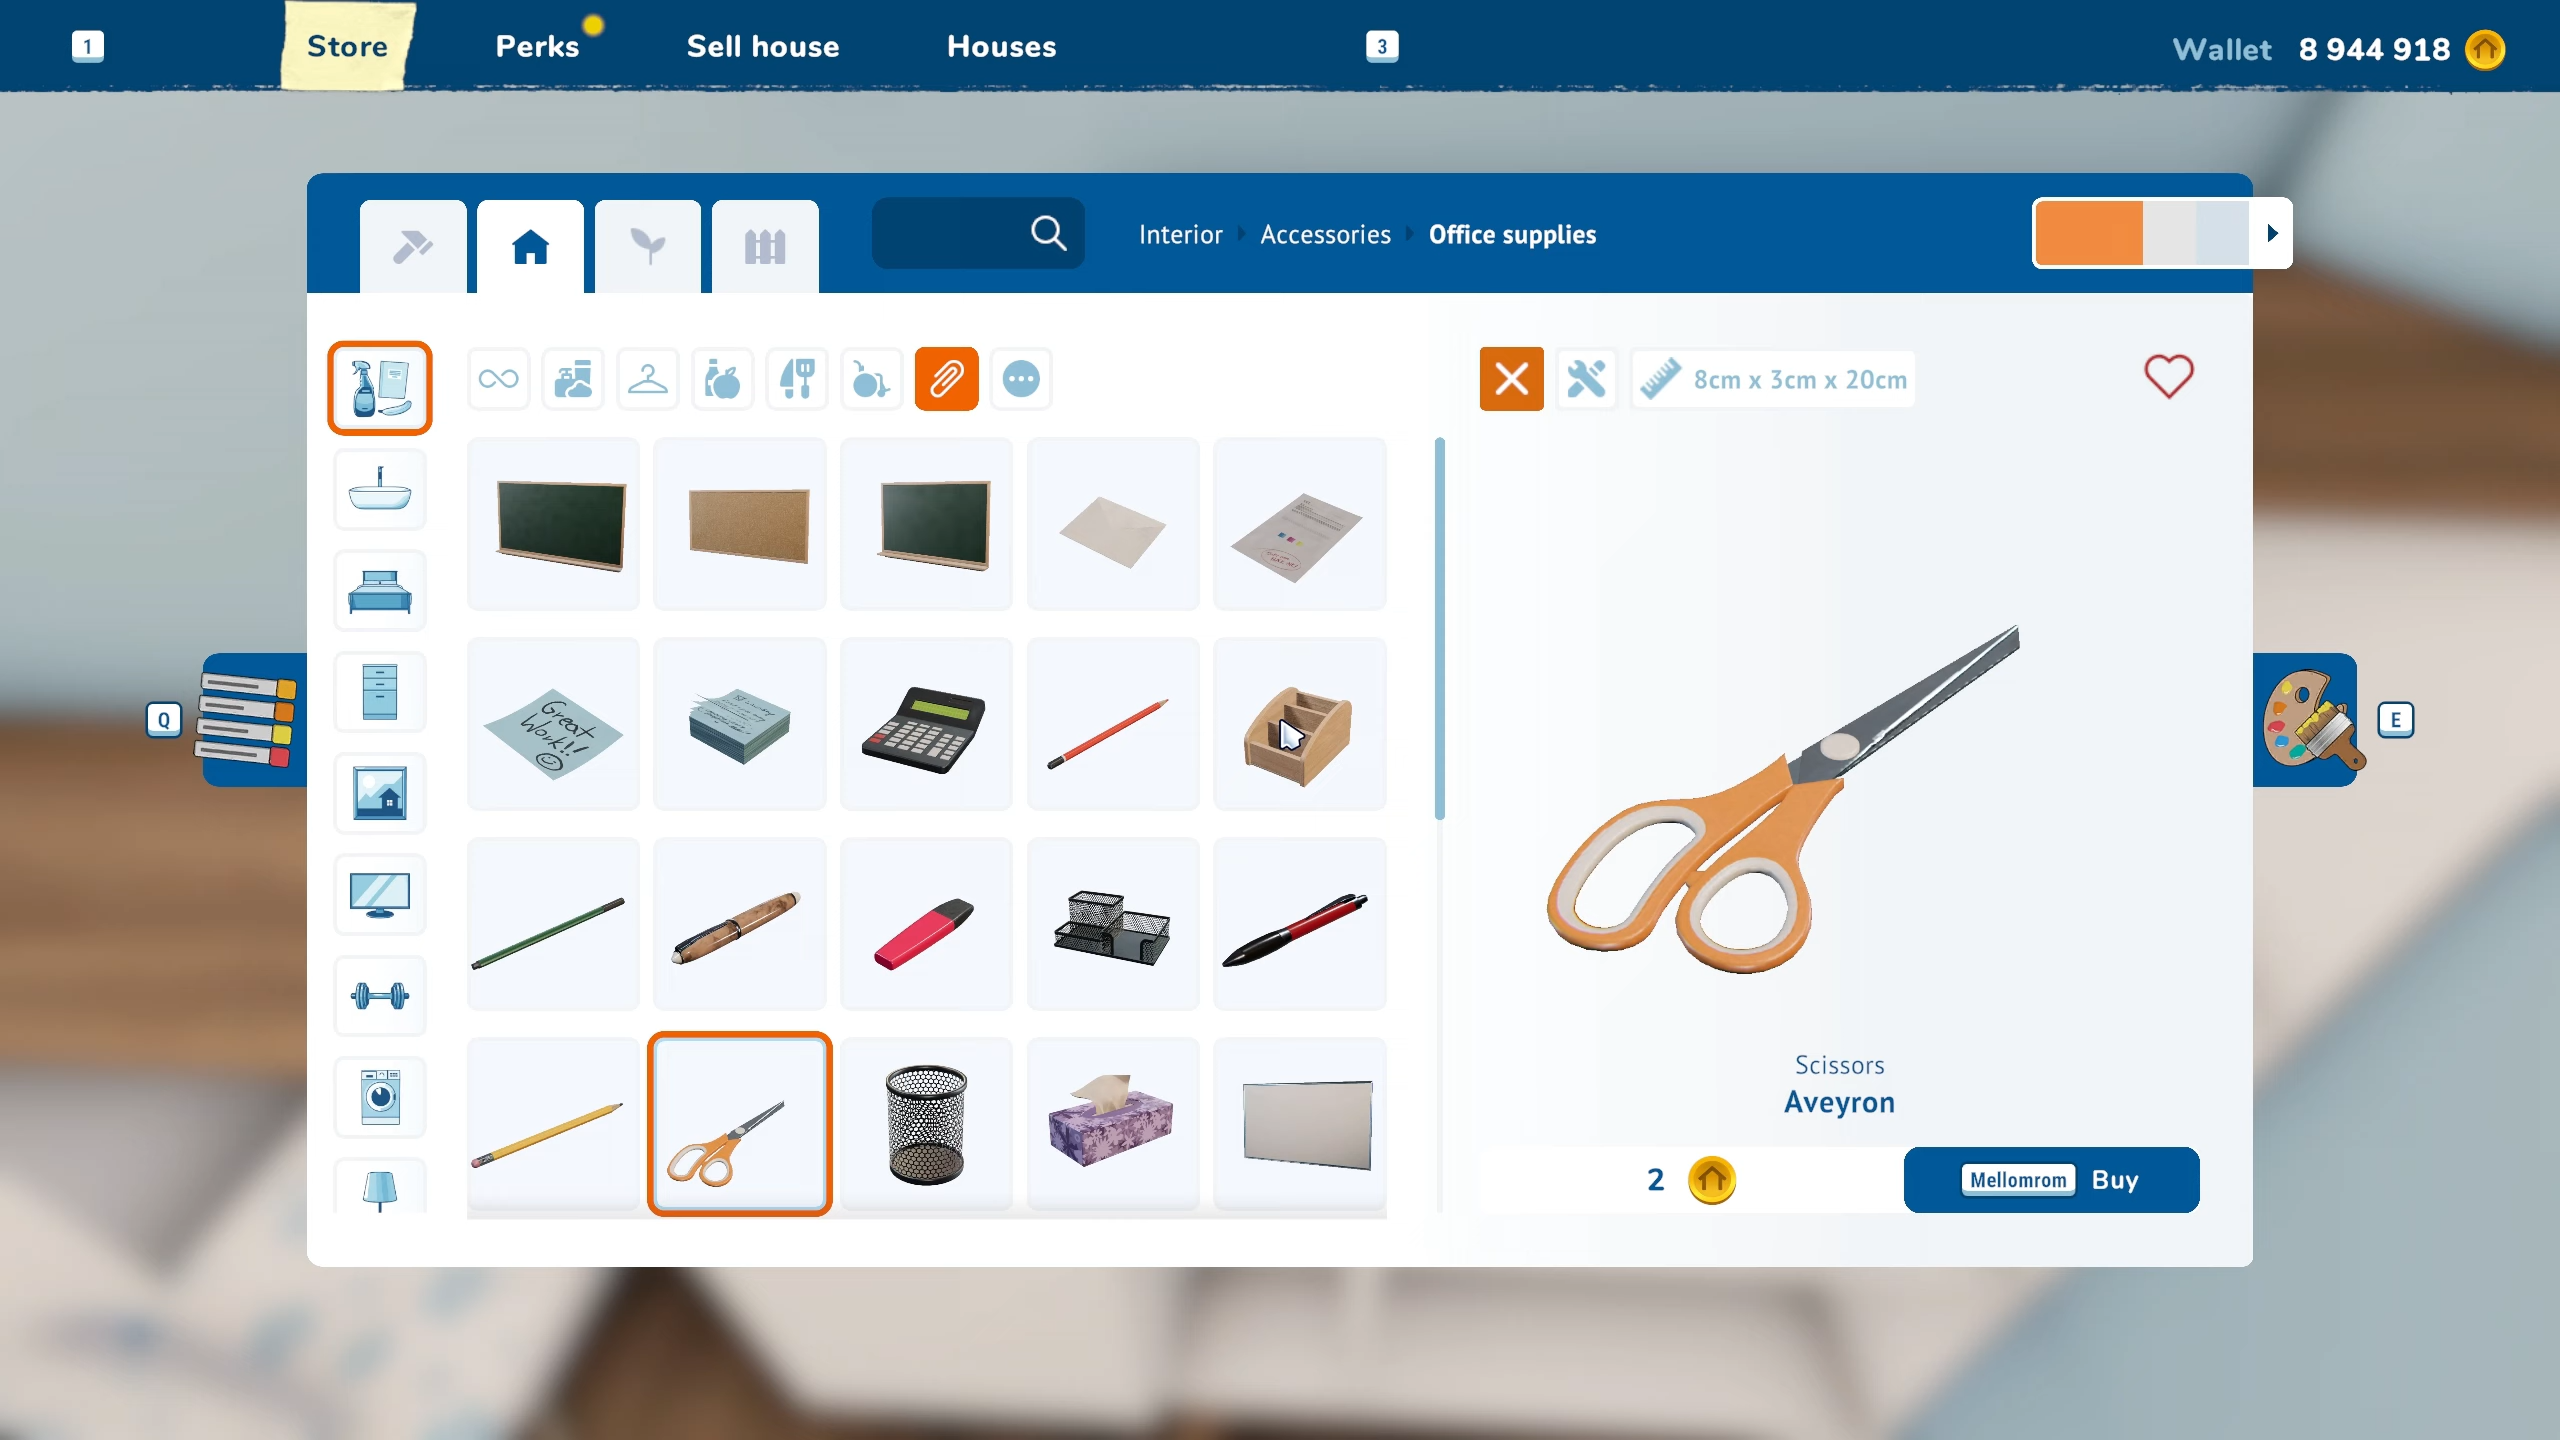 1
Store
Perks
Sell house
Houses
3
Wallet 8 944 918
Interior
Accessories
Office supplies
8cm x 3cm x 20cm
Great
Work!!
Q
E
Scissors
Aveyron
2
Mellomrom
Buy